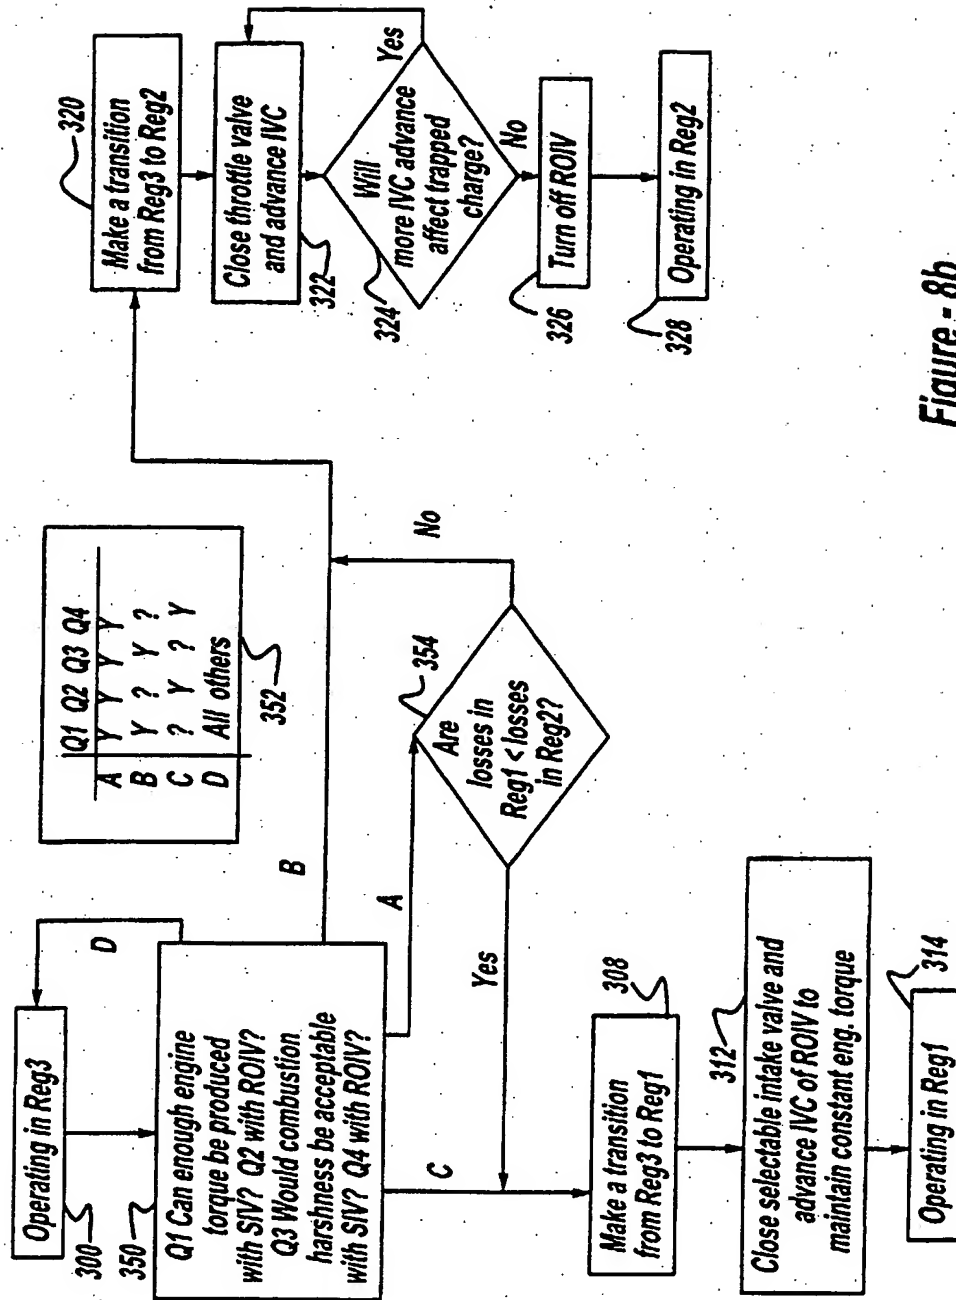 Operating in Reg3
300
D
350
Q1 Can enough engine
torque be produced
with SIV? Q2 with ROIV?
Q3 Would combustion
harshness be acceptable
with SIV? Q4 with ROIV?
Q1 Q2 Q3 Q4
A Y Y Y Y
B Y ? Y ?
C ? Y ? Y
D All others
352
B
A
C
Are
losses in
Reg1 < losses
in Reg2?
354
No
Yes
Make a transition
from Reg3 to Reg1
308
312
Close selectable intake valve and
advance IVC of ROIV to
maintain constant eng. torque
Operating in Reg1
314
Make a transition
from Reg3 to Reg2
320
Close throttle valve
and advance IVC
322
Yes
Will
more IVC advance
affect trapped
charge?
324
No
Turn off ROIV
326
Operating in Reg2
328
Figure - 8b